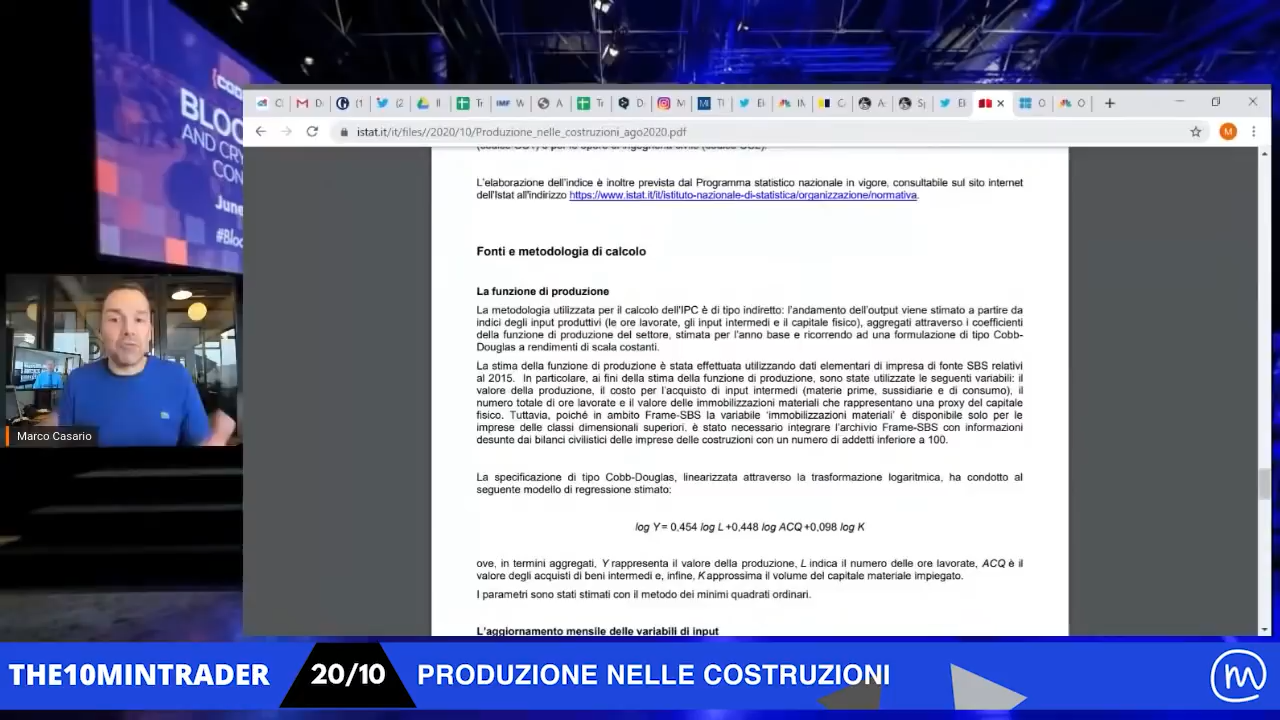 (COD
BLOC
AND CRY
CON
June
#Bloc
istat.it/it/files//2020/10/Produzione_nelle_costruzioni_ago2020.pdf
M
L'elaborazione dell'indice è inoltre prevista dal Programma statistico nazionale in vigore, consultabile sul sito internet
dell'Istat all'indirizzo https://www.istat.it/it/istituto-nazionale-di-statistica/organizzazione/normativa.
Fonti e metodologia di calcolo
La funzione di produzione
La metodologia utilizzata per il calcolo dell'IPC è di tipo indiretto: l'andamento dell'output viene stimato a partire da
indici degli input produttivi (le ore lavorate, gli input intermedi e il capitale fisico), aggregati attraverso i coefficienti
della funzione di produzione del settore, stimata per l'anno base e ricorrendo ad una formulazione di tipo Cobb-
Douglas a rendimenti di scala costanti.
La stima della funzione di produzione è stata effettuata utilizzando dati elementari di impresa di fonte SBS relativi
al 2015. In particolare, ai fini della stima della funzione di produzione, sono state utilizzate le seguenti variabili: il
valore della produzione, il costo per l'acquisto di input intermedi (materie prime, sussidiarie e di consumo), il
numero totale di ore lavorate e il valore delle immobilizzazioni materiali che rappresentano una proxy del capitale
fisico. Tuttavia, poiché in ambito Frame-SBS la variabile 'immobilizzazioni materiali' è disponibile solo per le
imprese delle classi dimensionali superiori, è stato necessario integrare l'archivio Frame-SBS con informazioni
desunte dai bilanci civilistici delle imprese delle costruzioni con un numero di addetti inferiore a 100.
La specificazione di tipo Cobb-Douglas, linearizzata attraverso la trasformazione logaritmica, ha condotto al
seguente modello di regressione stimato:
log Y = 0,454 log L +0,448 log ACQ +0,098 log K
ove, in termini aggregati, Y rappresenta il valore della produzione, L indica il numero delle ore lavorate, ACQ è il
valore degli acquisti di beni intermedi e, infine, K approssima il volume del capitale materiale impiegato.
I parametri sono stati stimati con il metodo dei minimi quadrati ordinari.
L'aggiornamento mensile delle variabili di input
Marco Casario
THE10MINTRADER
20/10
PRODUZIONE NELLE COSTRUZIONI
m